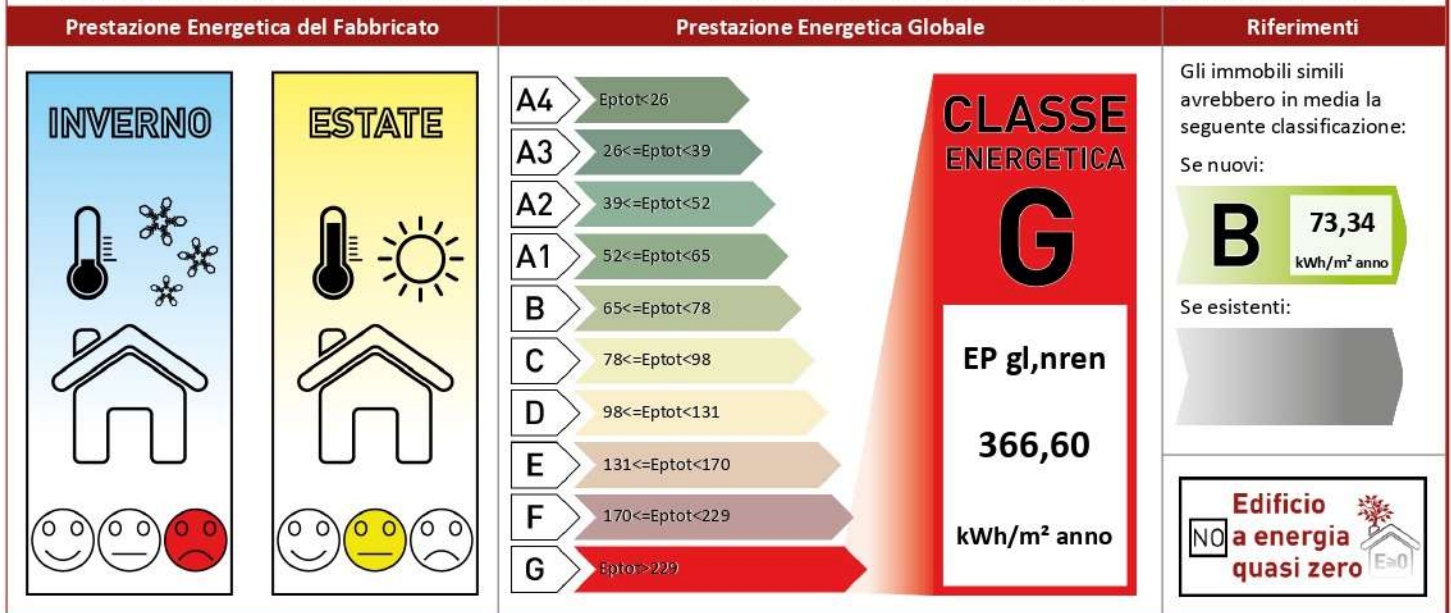 Prestazione Energetica del Fabbricato
Prestazione Energetica Globale
Riferimenti
INVERNO
ESTATE
A4 Eptot<26
A3 26<=Eptot<39
A2 39<=Eptot<52
A1 52<=Eptot<65
B 65<=Eptot<78
C 78<=Eptot<98
D 98<=Eptot<131
E 131<=Eptot<170
F 170<=Eptot<229
G Eptot>229
CLASSE
ENERGETICA
G
EP gl,nren
366,60
kWh/m² anno
Gli immobili simili
avrebbero in media la
seguente classificazione:
Se nuovi:
B 73,34
kWh/m² anno
Se esistenti:
Edificio
NO a energia
quasi zero
E≥0